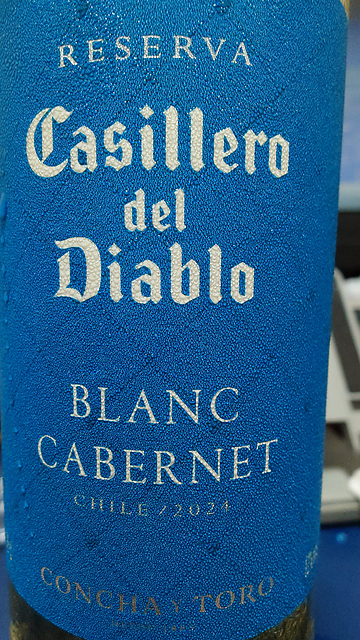 RESERVA
Casillero
del
Diablo
BLANC
CABERNET
CHILE / 2024
CONCHA Y TORO